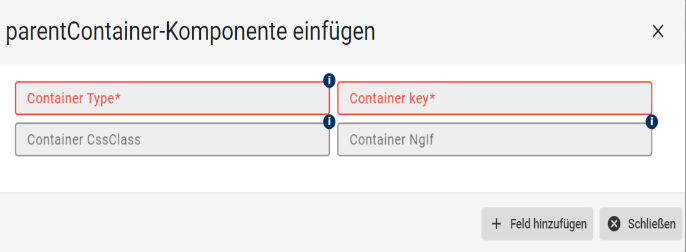 parentContainer-Komponente einfügen
Container Type*
Container key*
Container CssClass
Container NgIf
Feld hinzufügen
Schließen